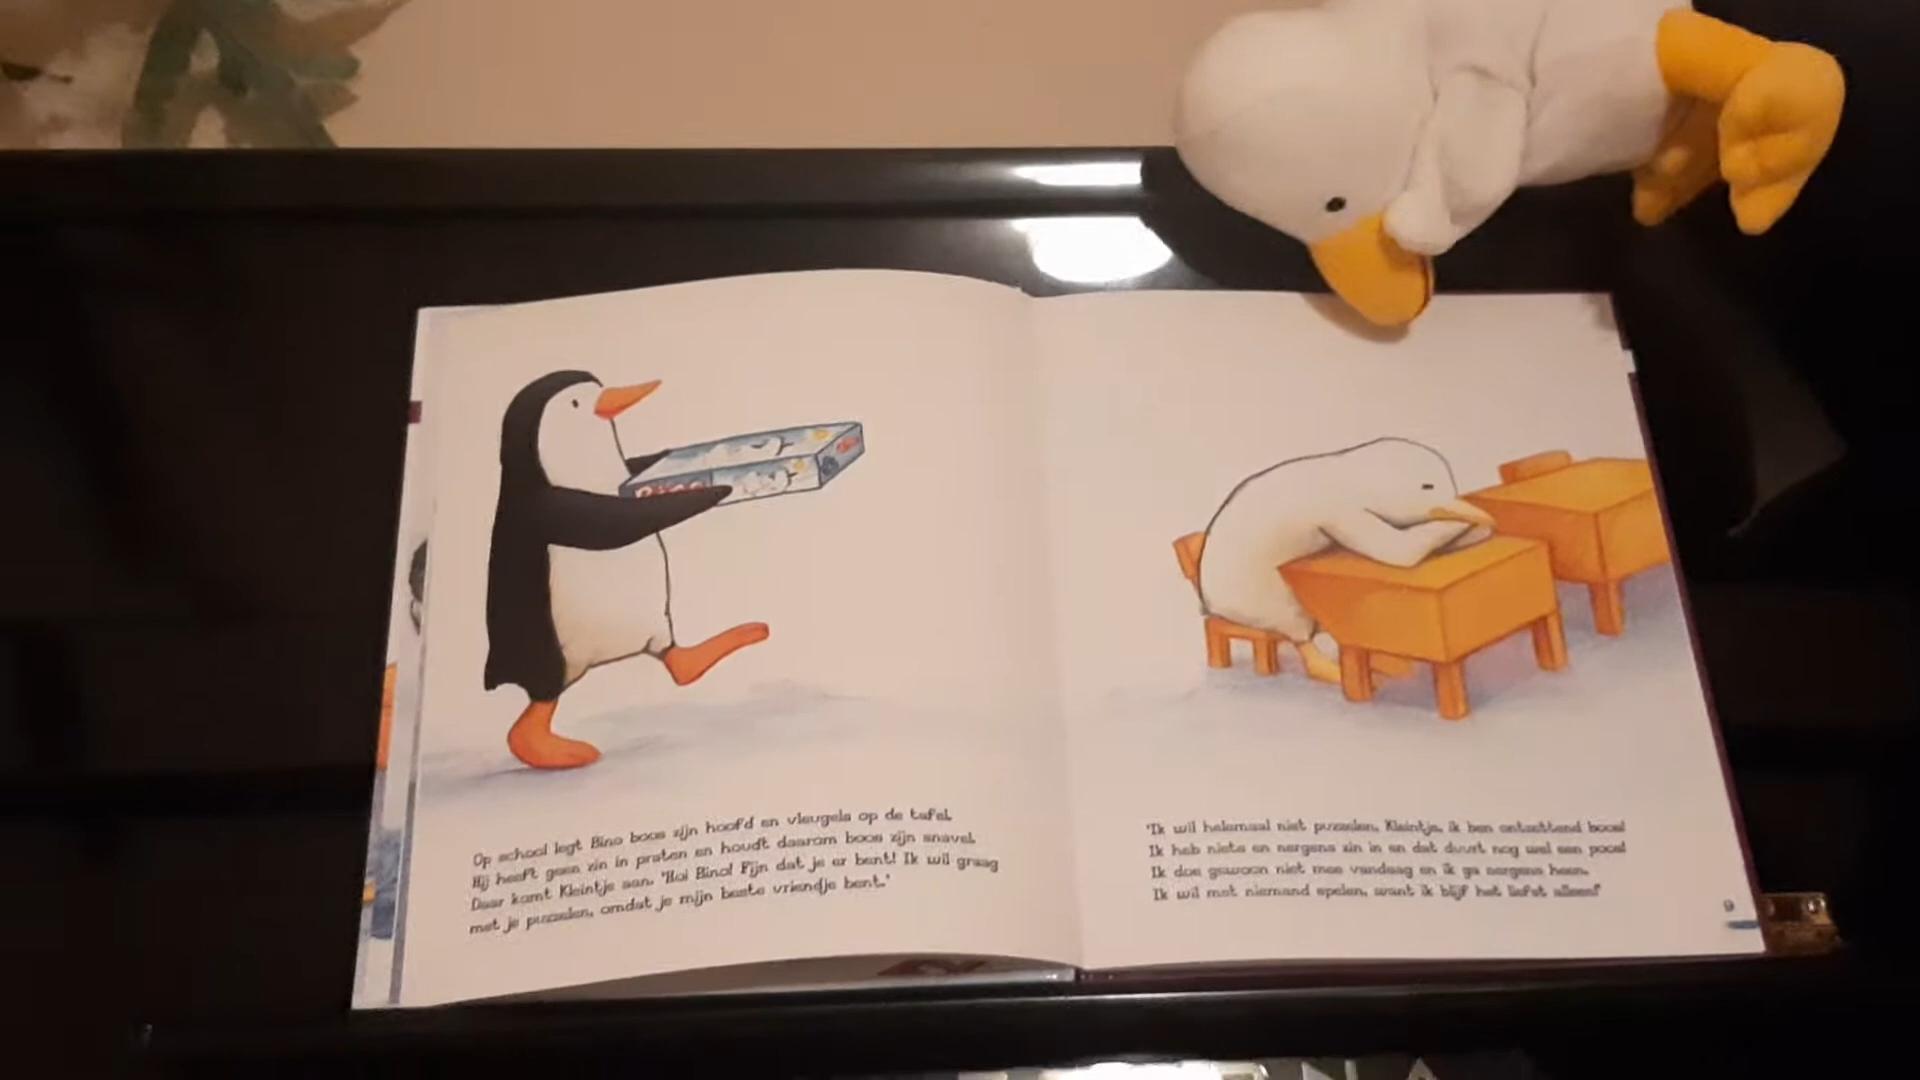 Bino
Op school legt Bino boos zijn hoofd en vleugels op de tafel.
Hij heeft geen zin in praten en houdt daarom boos zijn snavel.
Daar komt Kleintje aan. 'Hoi Bino! Fijn dat je er bent! Ik wil graag
met je puzzelen, omdat je mijn beste vriendje bent.'
'Ik wil helemaal niet puzzelen, Kleintje, ik ben ontzettend boos!
Ik heb niets en nergens zin in en dat duurt nog wel een poos!
Ik doe gewoon niet mee vandaag en ik ga nergens heen.
Ik wil met niemand spelen, want ik blijf het liefst alleen!'
9